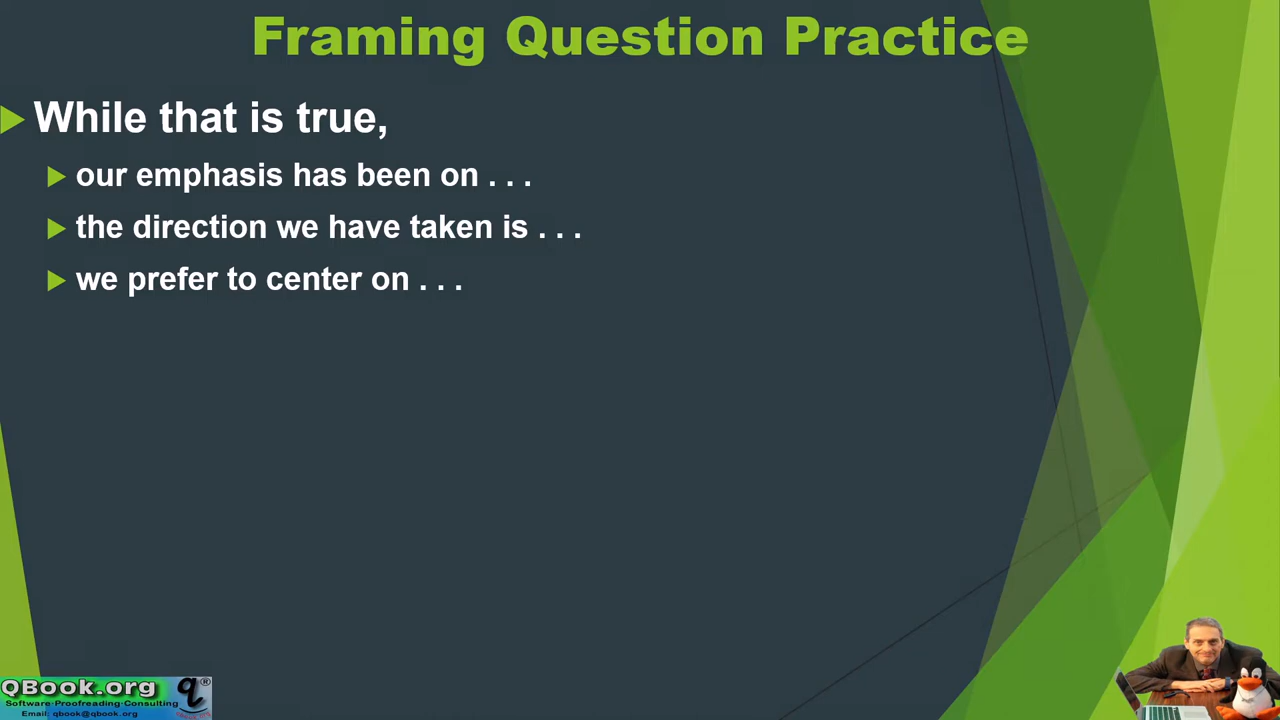 Framing Question Practice
While that is true,
our emphasis has been on . . .
the direction we have taken is . . .
we prefer to center on . . .
QBook.org
q®
Software·Proofreading·Consulting
Email: qbook@qbook.org